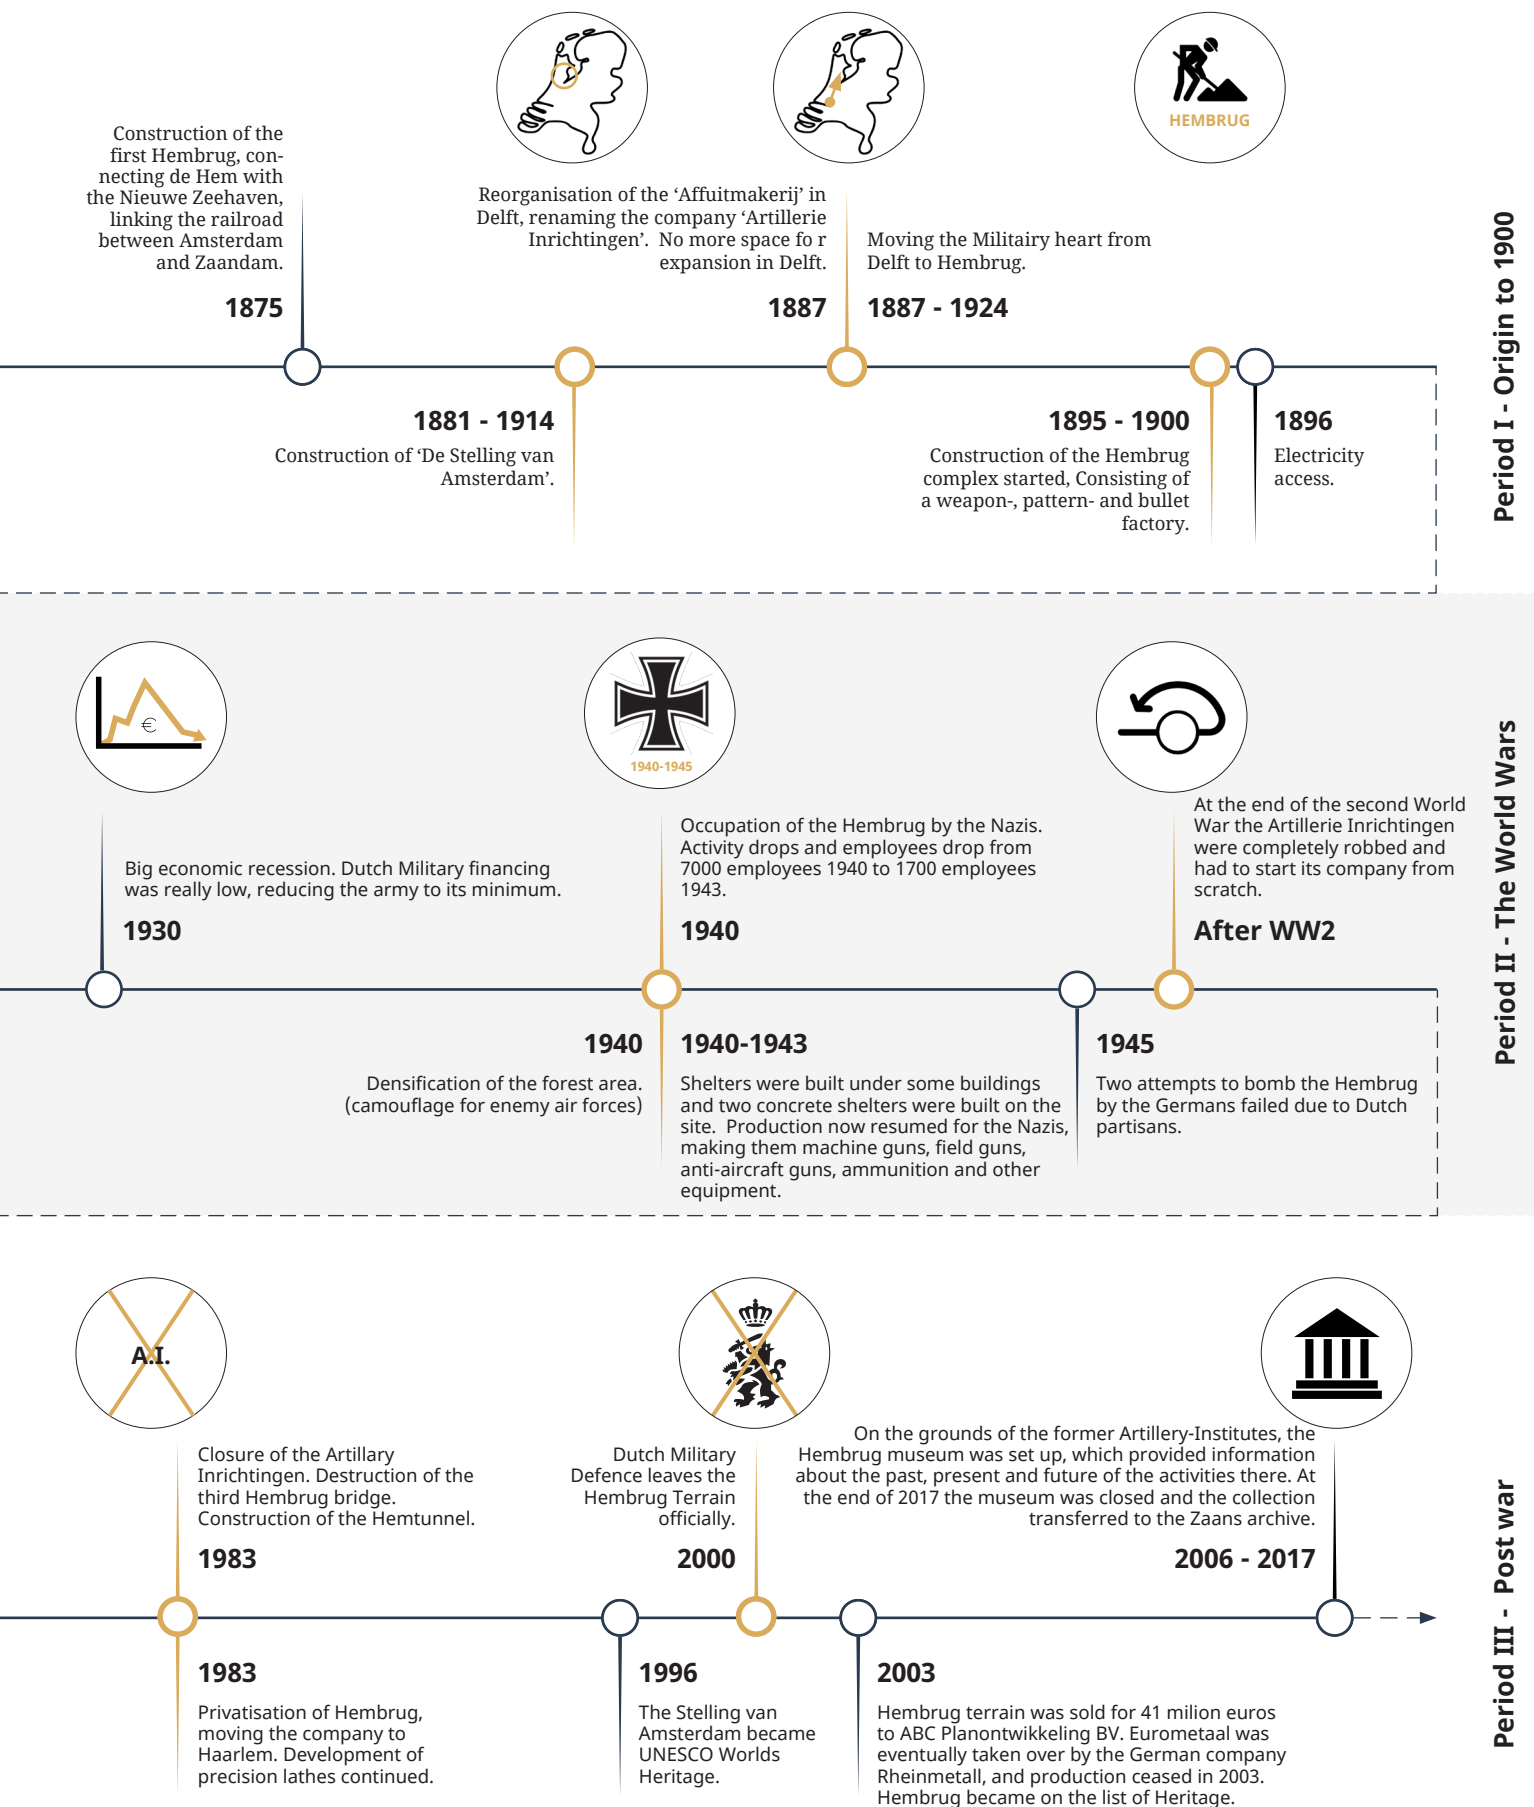 HEMBRUG
Construction of the
first Hembrug, con-
necting de Hem with
the Nieuwe Zeehaven,
linking the railroad
between Amsterdam
and Zaandam.
1875
Reorganisation of the ‘Affuitmakerij’ in
Delft, renaming the company ‘Artillerie
Inrichtingen’.  No more space fo r
expansion in Delft.
1887
Moving the Militairy heart from
Delft to Hembrug.
1887 - 1924
1881 - 1914
Construction of ‘De Stelling van
Amsterdam’.
1895 - 1900
Construction of the Hembrug
complex started, Consisting of
a weapon-, pattern- and bullet
factory.
1896
Electricity
access.
Period I - Origin to 1900
€
1940-1945
Big economic recession. Dutch Military financing
was really low, reducing the army to its minimum.
1930
Occupation of the Hembrug by the Nazis.
Activity drops and employees drop from
7000 employees 1940 to 1700 employees
1943.
1940
At the end of the second World
War the Artillerie Inrichtingen
were completely robbed and
had to start its company from
scratch.
After WW2
1940
Densification of the forest area.
(camouflage for enemy air forces)
1940-1943
Shelters were built under some buildings
and two concrete shelters were built on the
site.  Production now resumed for the Nazis,
making them machine guns, field guns,
anti-aircraft guns, ammunition and other
equipment.
1945
Two attempts to bomb the Hembrug
by the Germans failed due to Dutch
partisans.
Period II - The World Wars
A.I.
Closure of the Artillary
Inrichtingen. Destruction of the
third Hembrug bridge.
Construction of the Hemtunnel.
1983
Dutch Military
Defence leaves the
Hembrug Terrain
officially.
2000
On the grounds of the former Artillery-Institutes, the
Hembrug museum was set up, which provided information
about the past, present and future of the activities there. At
the end of 2017 the museum was closed and the collection
transferred to the Zaans archive.
2006 - 2017
1983
Privatisation of Hembrug,
moving the company to
Haarlem. Development of
precision lathes continued.
1996
The Stelling van
Amsterdam became
UNESCO Worlds
Heritage.
2003
Hembrug terrain was sold for 41 milion euros
to ABC Planontwikkeling BV. Eurometaal was
eventually taken over by the German company
Rheinmetall, and production ceased in 2003.
Hembrug became on the list of Heritage.
Period III -  Post war